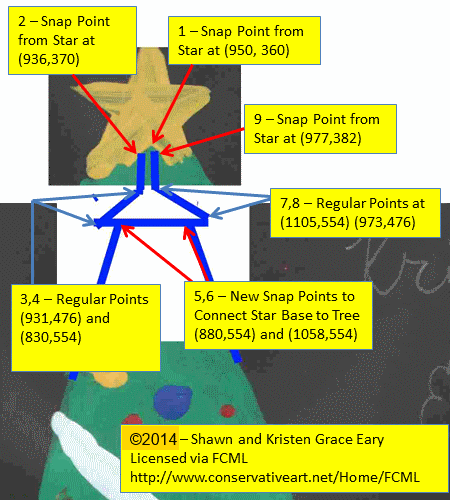 2 – Snap Point
from Star at
(936,370)
1 – Snap Point from
Star at (950, 360)
9 – Snap Point from
Star at (977,382)
7,8 – Regular Points at
(1105,554) (973,476)
3,4 – Regular Points
(931,476) and
(830,554)
5,6 – New Snap Points to
Connect Star Base to Tree
(880,554) and (1058,554)
©2014 – Shawn and Kristen Grace Eary
Licensed via FCML
http://www.conservativeart.net/Home/FCML